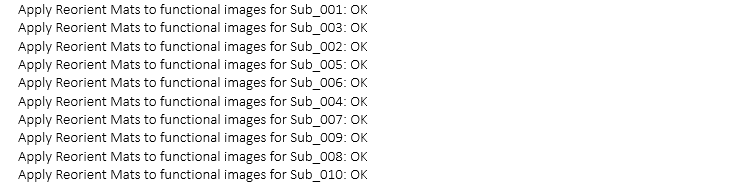 Apply Reorient Mats to functional images for Sub_001: OK
Apply Reorient Mats to functional images for Sub_003: OK
Apply Reorient Mats to functional images for Sub_002: OK
Apply Reorient Mats to functional images for Sub_005: OK
Apply Reorient Mats to functional images for Sub_006: OK
Apply Reorient Mats to functional images for Sub_004: OK
Apply Reorient Mats to functional images for Sub_007: OK
Apply Reorient Mats to functional images for Sub_009: OK
Apply Reorient Mats to functional images for Sub_008: OK
Apply Reorient Mats to functional images for Sub_010: OK